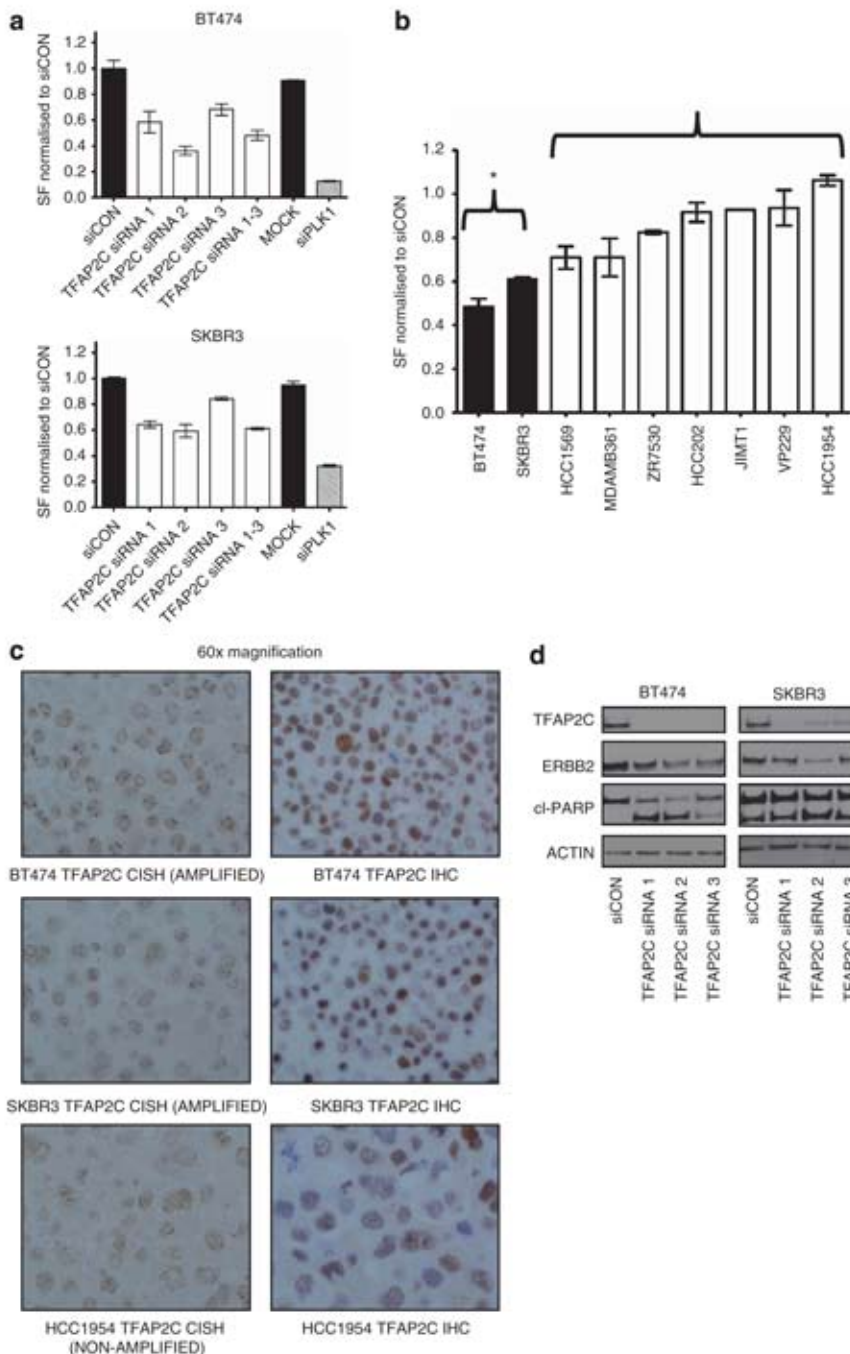 a
BT474
SF normalised to siCON
1.2
1.0
0.8
0.6
0.4
0.2
0.0
siCON
TFAP2C siRNA 1
TFAP2C siRNA 2
TFAP2C siRNA 3
TFAP2C siRNA 1-3
MOCK
siPLK1
SKBR3
SF normalised to siCON
1.2
1.0
0.8
0.6
0.4
0.2
0.0
siCON
TFAP2C siRNA 1
TFAP2C siRNA 2
TFAP2C siRNA 3
TFAP2C siRNA 1-3
MOCK
siPLK1
b
SF normalised to siCON
1.2
1.0
0.8
0.6
0.4
0.2
0.0
*
BT474
SKBR3
HCC1569
MDAMB361
ZR7530
HCC202
JIMT1
VP229
HCC1954
c
60x magnification
BT474 TFAP2C CISH (AMPLIFIED)
BT474 TFAP2C IHC
SKBR3 TFAP2C CISH (AMPLIFIED)
SKBR3 TFAP2C IHC
HCC1954 TFAP2C CISH
(NON-AMPLIFIED)
HCC1954 TFAP2C IHC
d
BT474
SKBR3
TFAP2C
ERBB2
cl-PARP
ACTIN
siCON
TFAP2C siRNA 1
TFAP2C siRNA 2
TFAP2C siRNA 3
siCON
TFAP2C siRNA 1
TFAP2C siRNA 2
TFAP2C siRNA 3